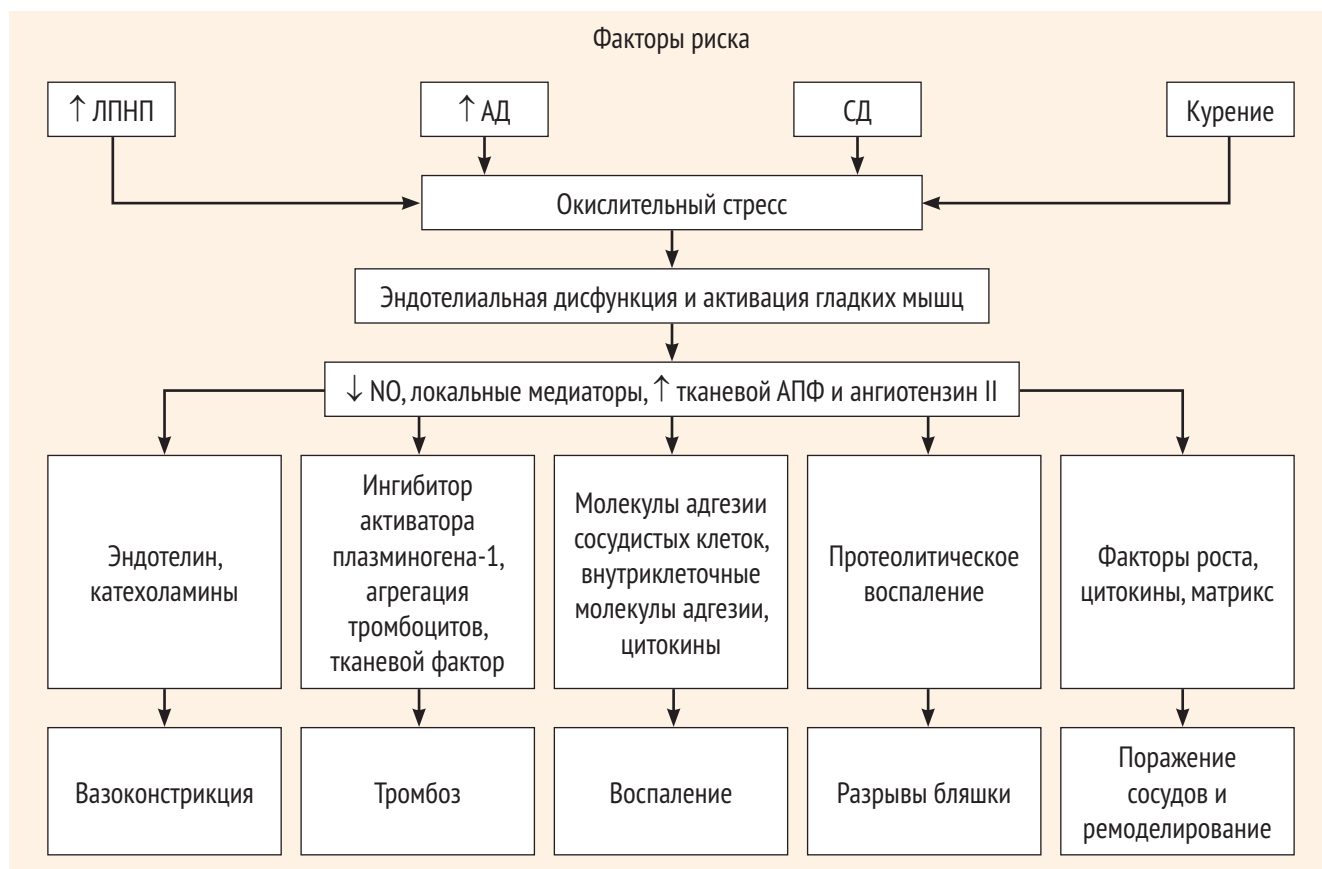 Факторы риска
↑ ЛПНП
↑ АД
СД
Курение
Окислительный стресс
Эндотелиальная дисфункция и активация гладких мышц
↓ NO, локальные медиаторы, ↑ тканевой АПФ и ангиотензин II
Эндотелин,
катехоламины
Ингибитор
активатора
плазминогена-1,
агрегация
тромбоцитов,
тканевой фактор
Молекулы адгезии
сосудистых клеток,
внутриклеточные
молекулы адгезии,
цитокины
Протеолитическое
воспаление
Факторы роста,
цитокины, матрикс
Вазоконстрикция
Тромбоз
Воспаление
Разрывы бляшки
Поражение
сосудов и
ремоделирование